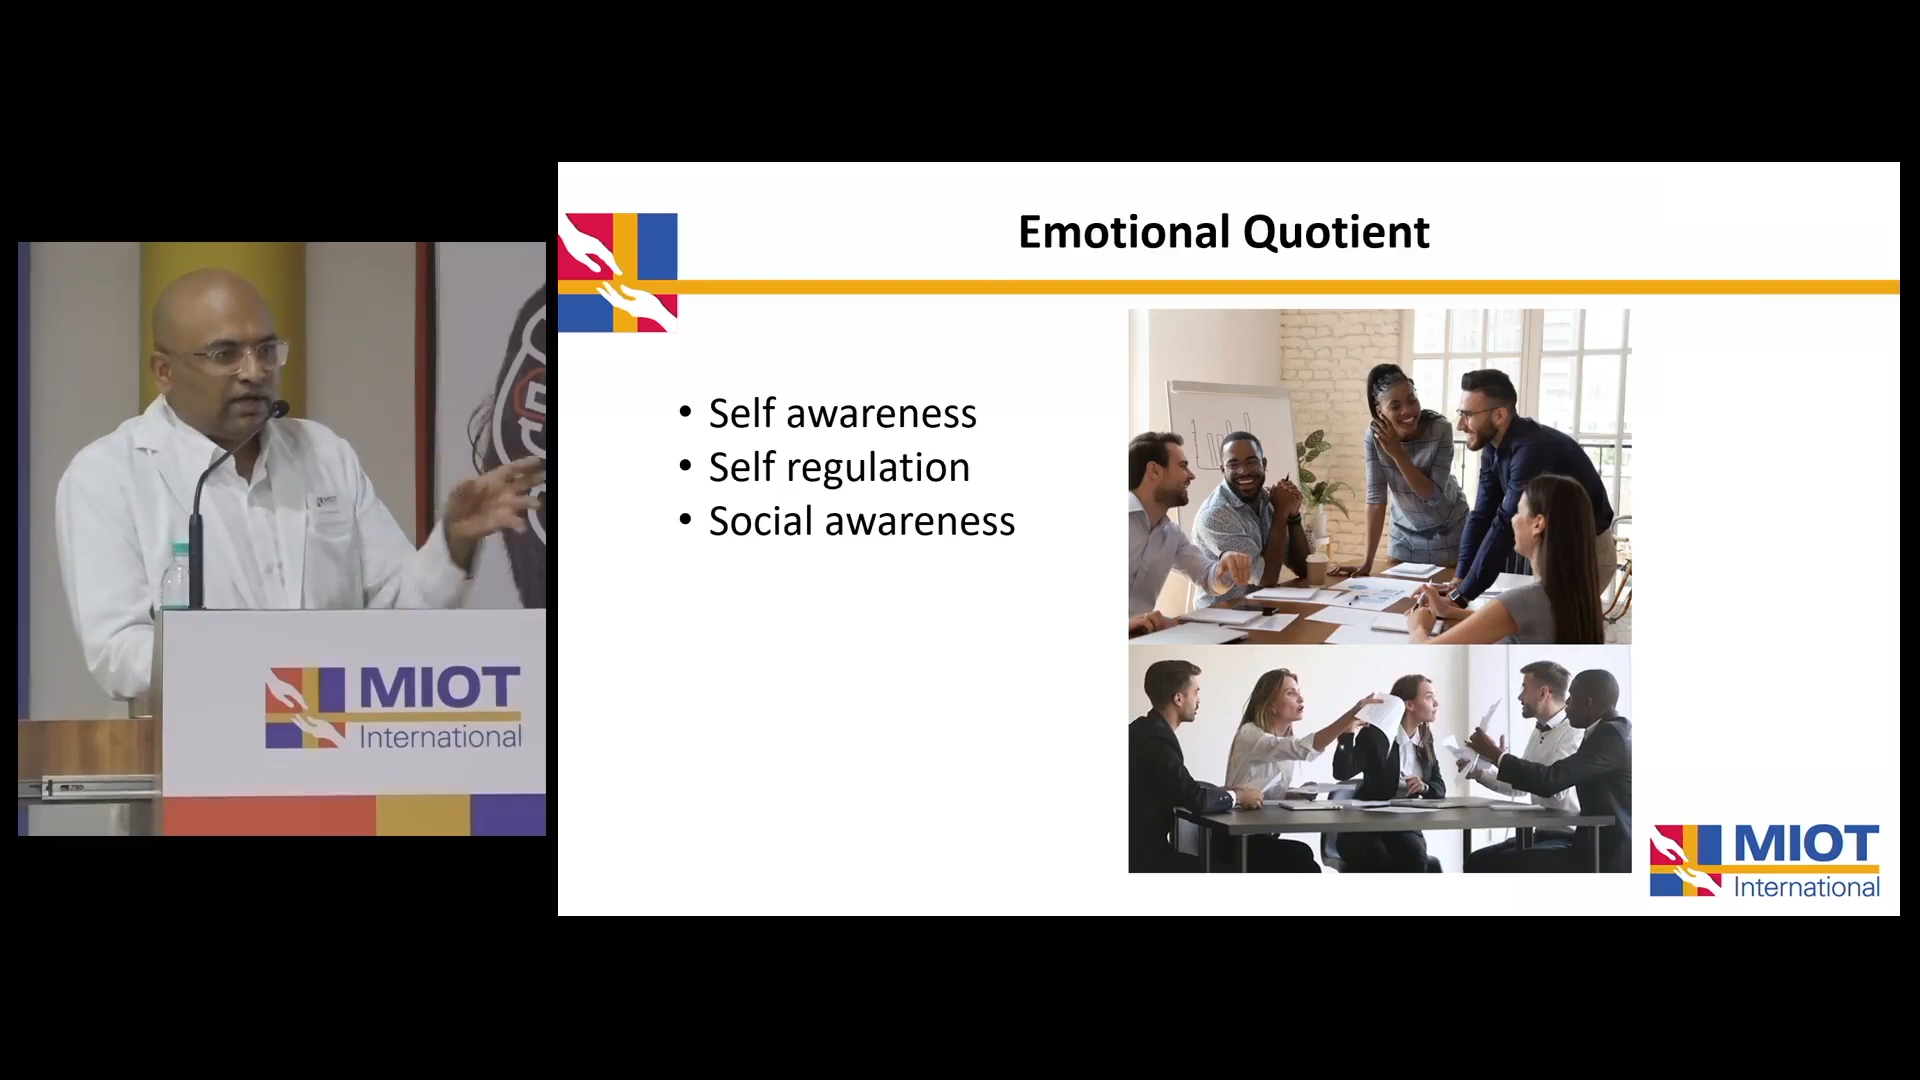 Emotional Quotient
• Self awareness
• Self regulation
• Social awareness
MIOT
International
MIOT
International